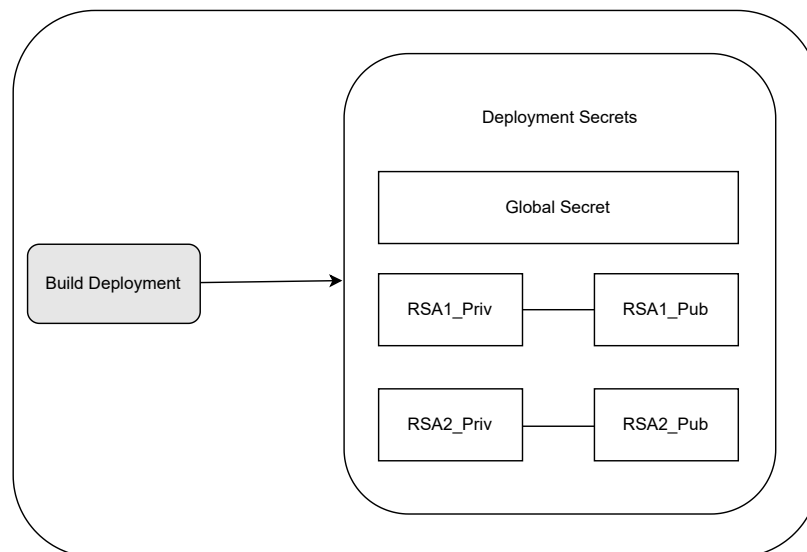 Deployment Secrets
Global Secret
Build Deployment
RSA1_Priv
RSA1_Pub
RSA2_Priv
RSA2_Pub